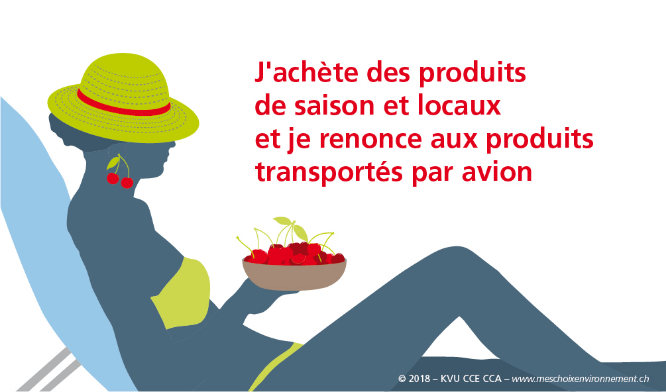 J'achète des produits
de saison et locaux
et je renonce aux produits
transportés par avion
© 2018 – KVU CCE CCA – www.meschoixenvironnement.ch